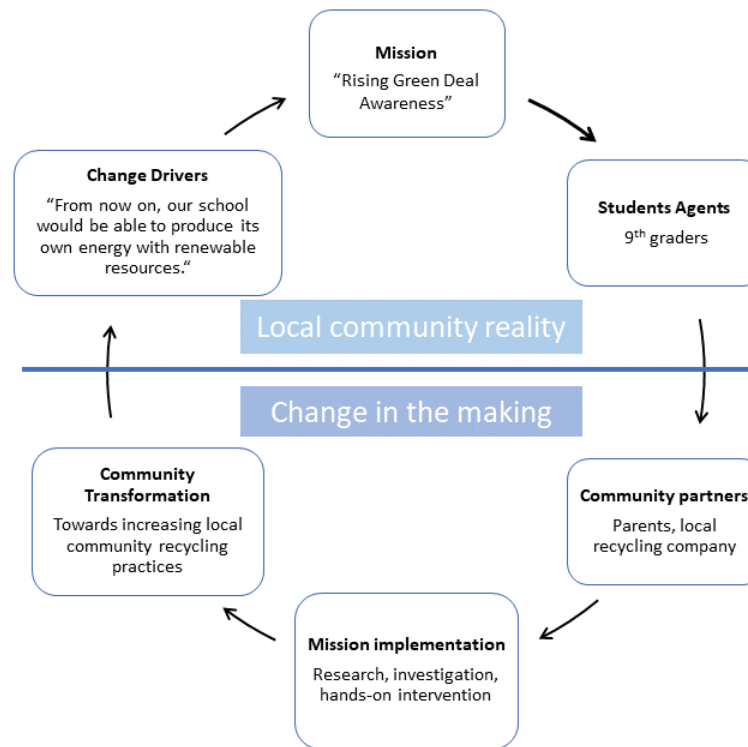 Mission
“Rising Green Deal
Awareness”
Change Drivers
“From now on, our school
would be able to produce its
own energy with renewable
resources.“
Students Agents
9th graders
Local community reality
Change in the making
Community
Transformation
Towards increasing local
community recycling
practices
Community partners
Parents, local
recycling company
Mission implementation
Research, investigation,
hands-on intervention